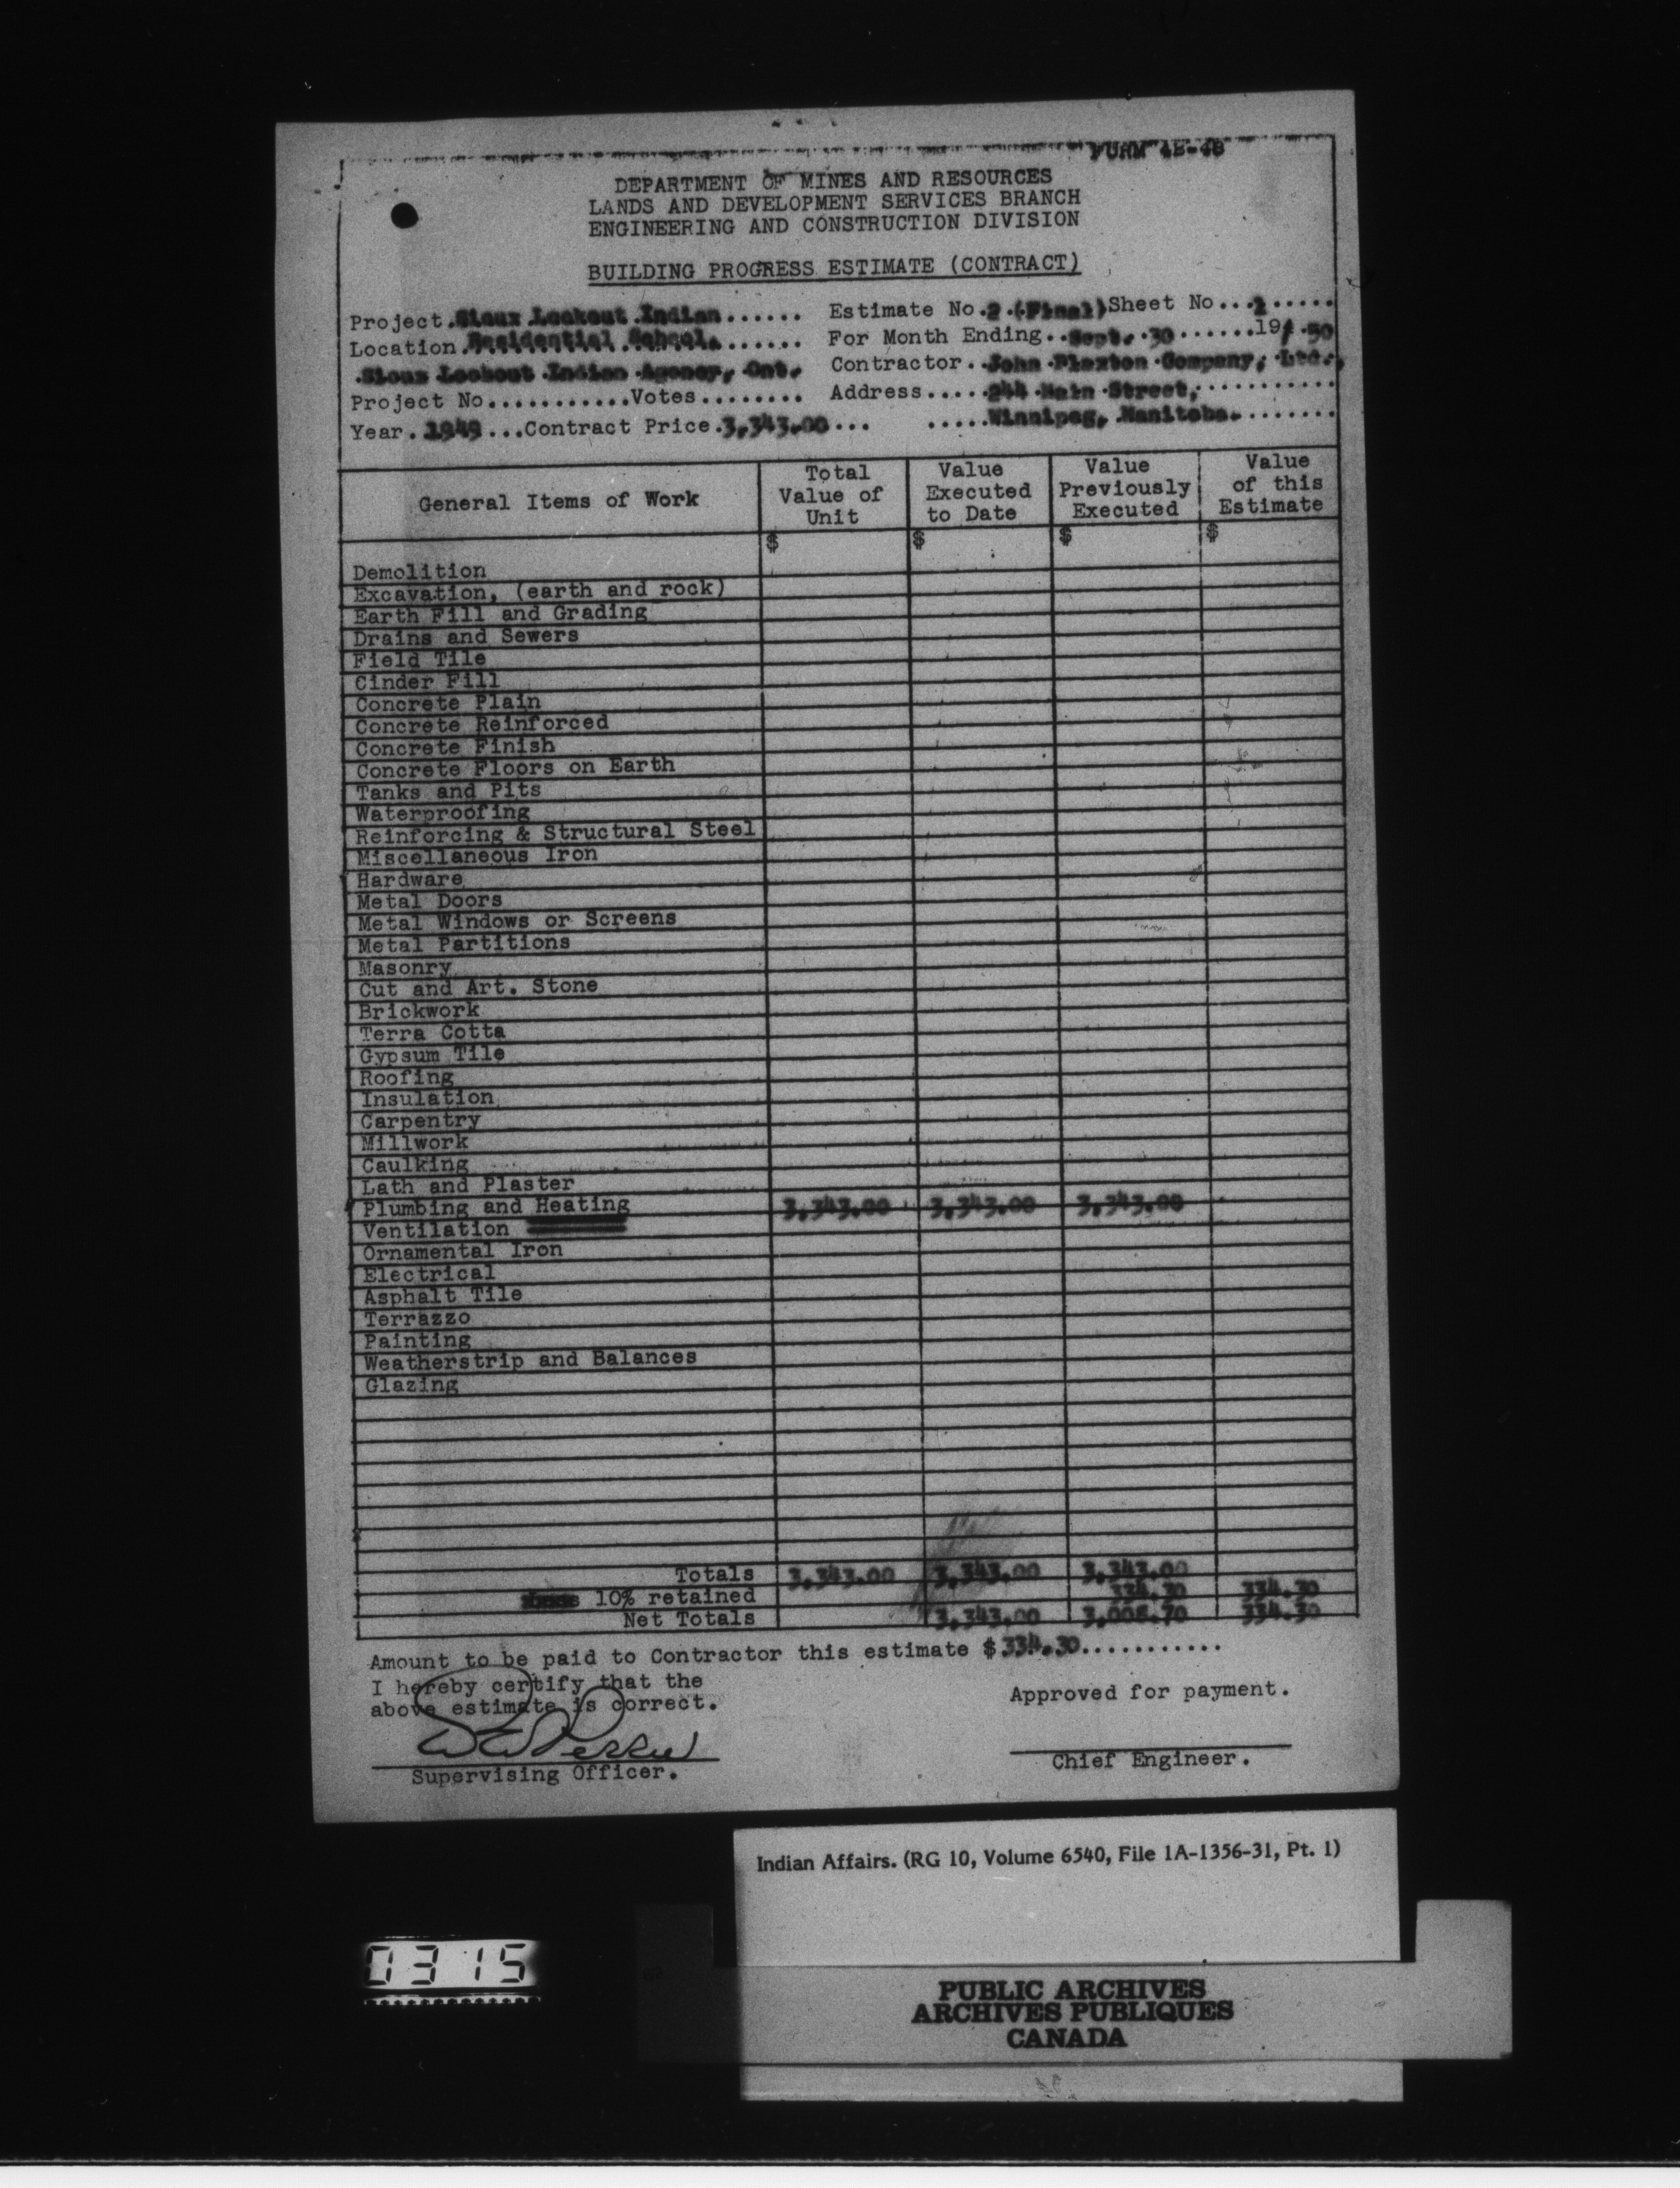 FORM 4E-48
DEPARTMENT OF MINES AND RESOURCES
LANDS AND DEVELOPMENT SERVICES BRANCH
ENGINEERING AND CONSTRUCTION DIVISION
BUILDING PROGRESS ESTIMATE (CONTRACT)
Project.Sioux Lookout Indian...... Estimate No.2.(Final)Sheet No...1.....
Location.Residential School....... For Month Ending..Sept. 30......194.50
.Sioux Lookout Indian Agency, Ont. Contractor..John Plaxton Company, Ltd.,
Project No...........Votes........ Address.....244 Main Street,...........
Year.1949...Contract Price.3,343.00... .....Winnipeg, Manitoba.........
General Items of Work Total Value of Unit Value Executed to Date Value Previously Executed Value of this Estimate
$ $ $ $
Demolition
Excavation, (earth and rock)
Earth Fill and Grading
Drains and Sewers
Field Tile
Cinder Fill
Concrete Plain
Concrete Reinforced
Concrete Finish
Concrete Floors on Earth
Tanks and Pits
Waterproofing
Reinforcing & Structural Steel
Miscellaneous Iron
Hardware
Metal Doors
Metal Windows or Screens
Metal Partitions
Masonry
Cut and Art. Stone
Brickwork
Terra Cotta
Gypsum Tile
Roofing
Insulation
Carpentry
Millwork
Caulking
Lath and Plaster
Plumbing and Heating 3,343.00 3,343.00 3,343.00
Ventilation
Ornamental Iron
Electrical
Asphalt Tile
Terrazzo
Painting
Weatherstrip and Balances
Glazing
Totals 3,343.00 3,343.00 3,343.00
10% retained 334.30 334.30
Net Totals 3,343.00 3,008.70 334.30
Amount to be paid to Contractor this estimate $334.30...........
I hereby certify that the
above estimate is correct.
Approved for payment.
Supervising Officer.
Chief Engineer.
Indian Affairs. (RG 10, Volume 6540, File 1A-1356-31, Pt. 1)
0315
PUBLIC ARCHIVES
ARCHIVES PUBLIQUES
CANADA